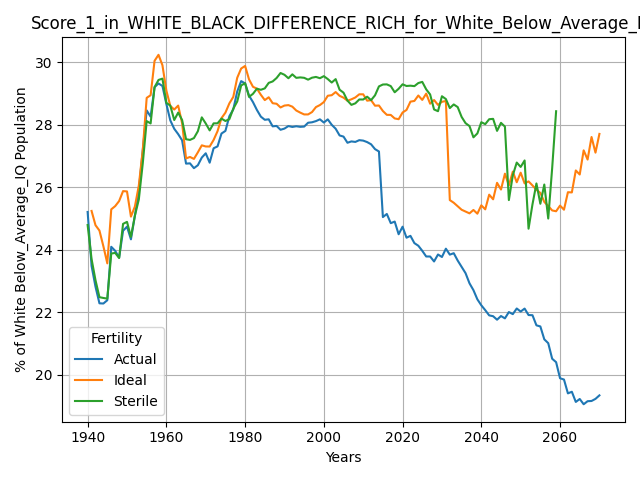 Score_1_in_WHITE_BLACK_DIFFERENCE_RICH_for_White_Below_Average_I
% of White Below_Average_IQ Population
30
28
26
24
22
20
Fertility
Actual
Ideal
Sterile
1940 1960 1980 2000 2020 2040 2060
Years